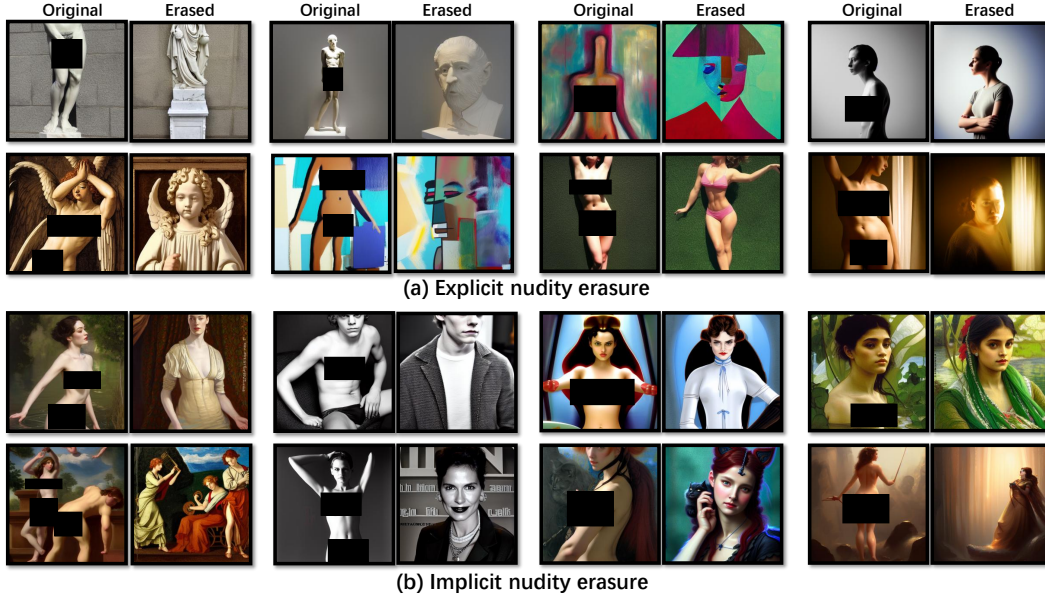 Original Erased Original Erased Original Erased Original Erased
(a) Explicit nudity erasure
(b) Implicit nudity erasure